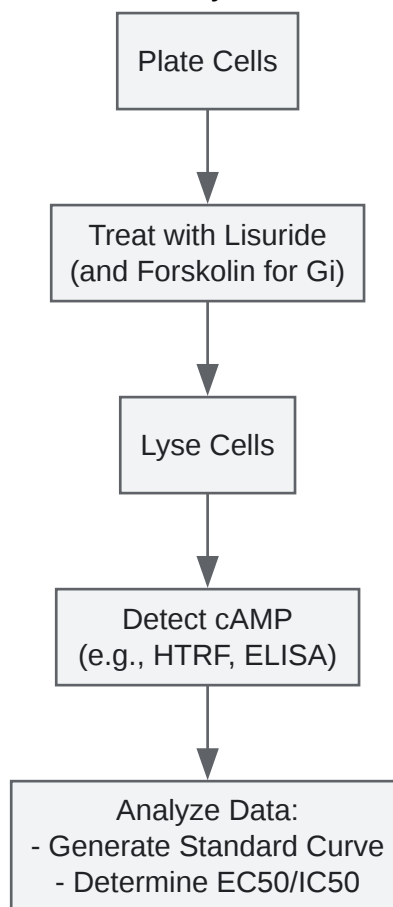 Plate Cells
Treat with Lisuride
(and Forskolin for Gi)
Lyse Cells
Detect cAMP
(e.g., HTRF, ELISA)
Analyze Data:
- Generate Standard Curve
- Determine EC50/IC50